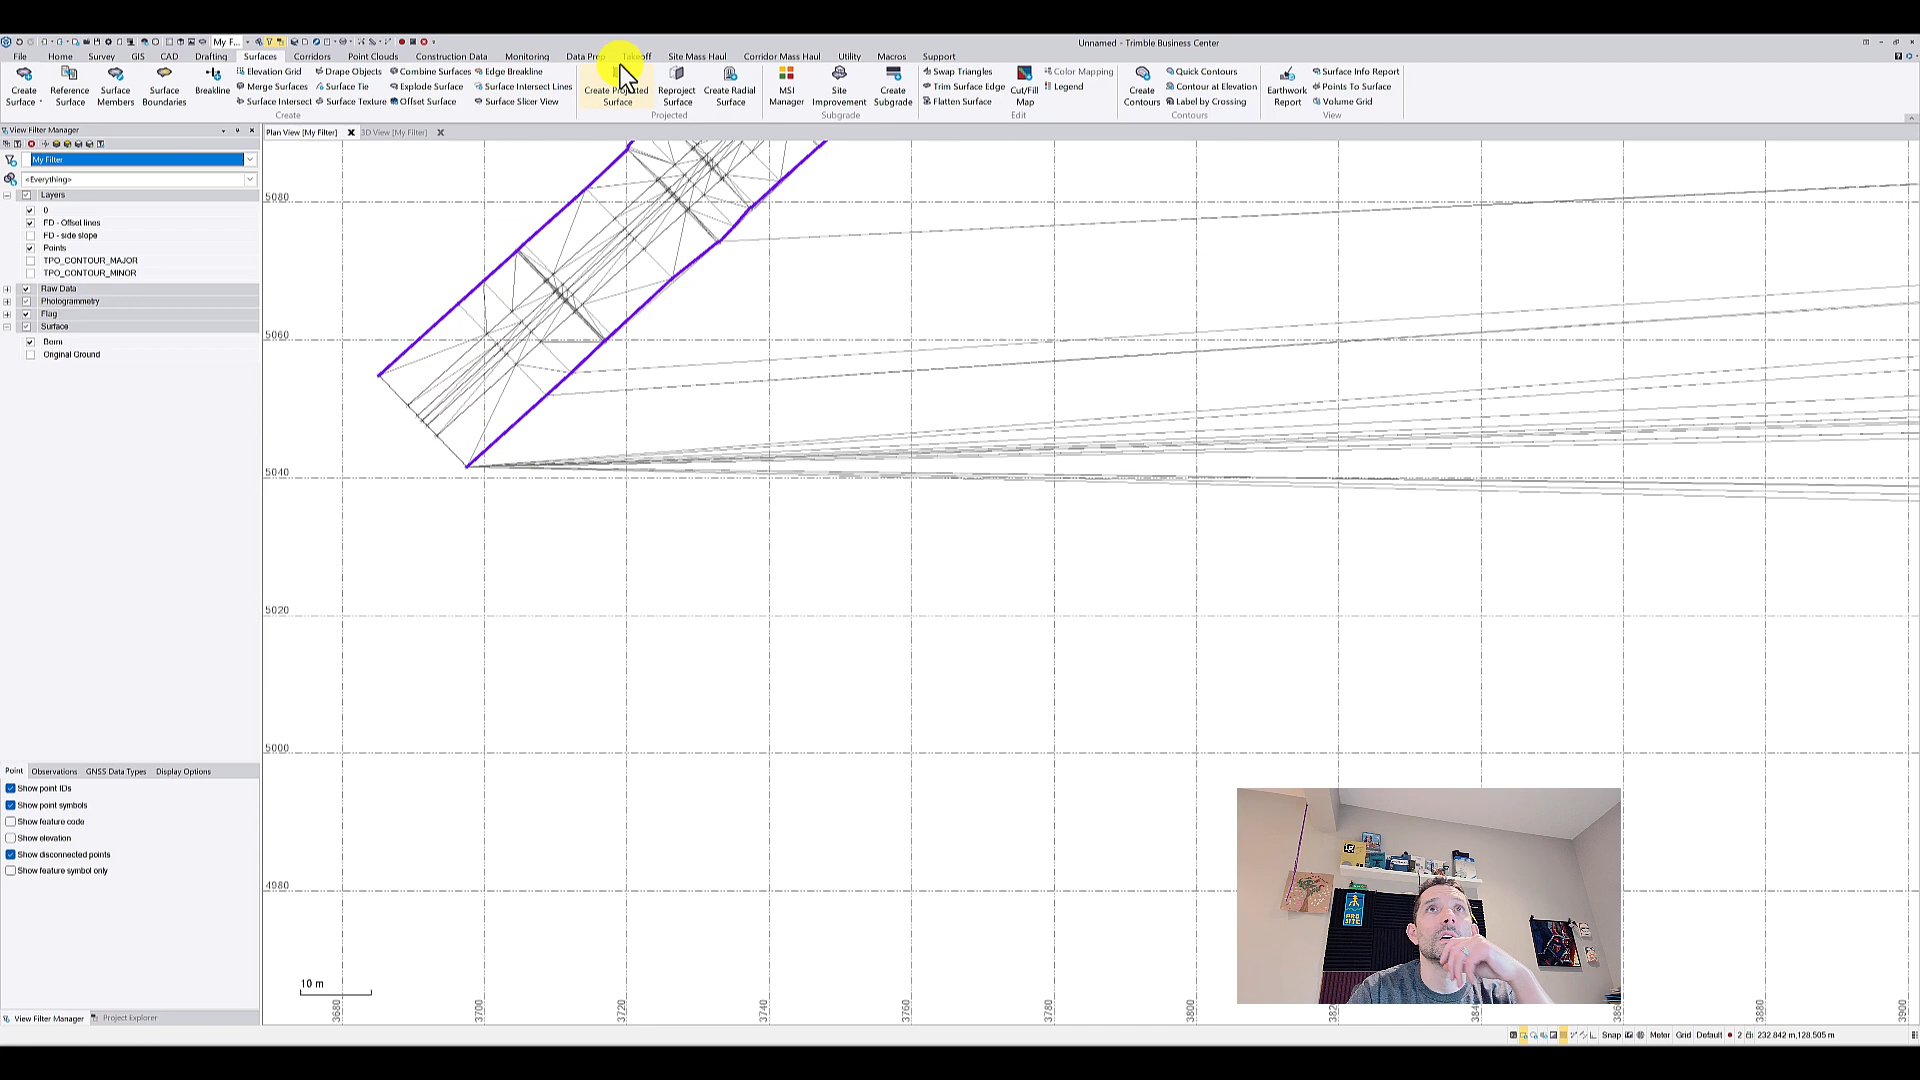 My F...
Unnamed - Trimble Business Center
File Home Survey GIS CAD Drafting Surfaces Corridors Point Clouds Construction Data Monitoring Data Prep Takeoff Site Mass Haul Corridor Mass Haul Utility Macros Support
Create Surface
Reference Surface
Surface Members
Surface Boundaries
Breakline
Elevation Grid
Merge Surfaces
Surface Intersect
Drape Objects
Surface Tie
Surface Texture
Combine Surfaces
Explode Surface
Offset Surface
Edge Breakline
Surface Intersect Lines
Surface Slicer View
Create
Create Projected Surface
Reproject Surface
Create Radial Surface
Projected
MSI Manager
Site Improvement
Create Subgrade
Subgrade
Swap Triangles
Trim Surface Edge
Flatten Surface
Cut/Fill Map
Color Mapping
Legend
Edit
Create Contours
Quick Contours
Contour at Elevation
Label by Crossing
Contours
Earthwork Report
Surface Info Report
Points To Surface
Volume Grid
View
View Filter Manager
Plan View [My Filter]
3D View [My Filter]
My Filter
<Everything>
Layers
0
FD - Offset lines
FD - side slope
Points
TPO_CONTOUR_MAJOR
TPO_CONTOUR_MINOR
Raw Data
Photogrammetry
Flag
Surface
Berm
Original Ground
5080
5060
5040
5020
5000
4980
Point Observations GNSS Data Types Display Options
Show point IDs
Show point symbols
Show feature code
Show elevation
Show disconnected points
Show feature symbol only
10 m
3680 3700 3720 3740 3760 3780 3800 3880 3900
View Filter Manager Project Explorer
Snap Meter Grid Default 2 232.842 m,128.505 m